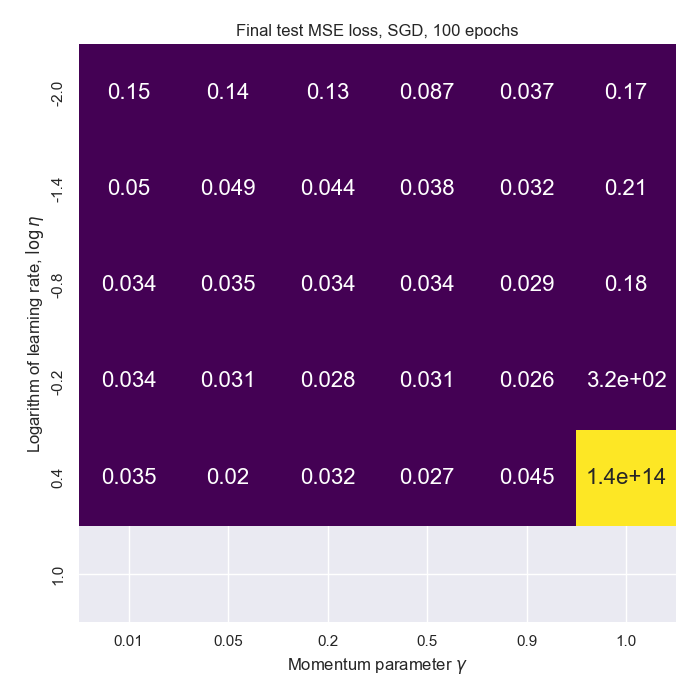 Final test MSE loss, SGD, 100 epochs
Logarithm of learning rate, log η
-2.0 0.15 0.14 0.13 0.087 0.037 0.17
-1.4 0.05 0.049 0.044 0.038 0.032 0.21
-0.8 0.034 0.035 0.034 0.034 0.029 0.18
-0.2 0.034 0.031 0.028 0.031 0.026 3.2e+02
0.4 0.035 0.02 0.032 0.027 0.045 1.4e+14
1.0
0.01 0.05 0.2 0.5 0.9 1.0
Momentum parameter γ